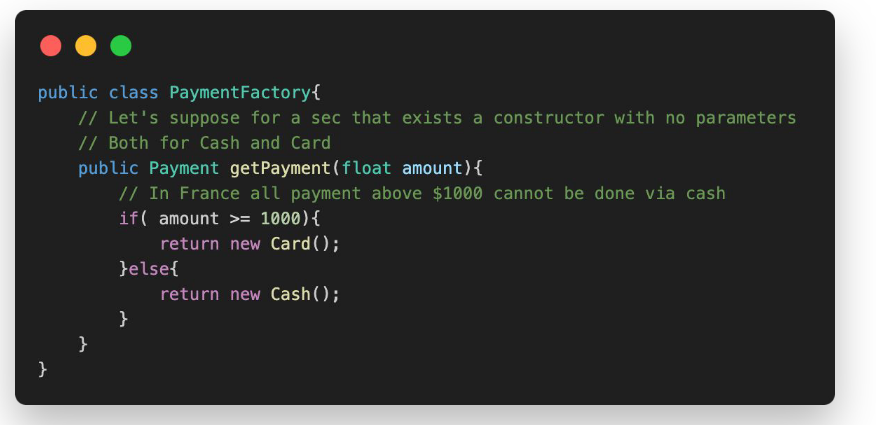 public class PaymentFactory{
    // Let's suppose for a sec that exists a constructor with no parameters
    // Both for Cash and Card
    public Payment getPayment(float amount){
        // In France all payment above $1000 cannot be done via cash
        if( amount >= 1000){
            return new Card();
        }else{
            return new Cash();
        }
    }
}